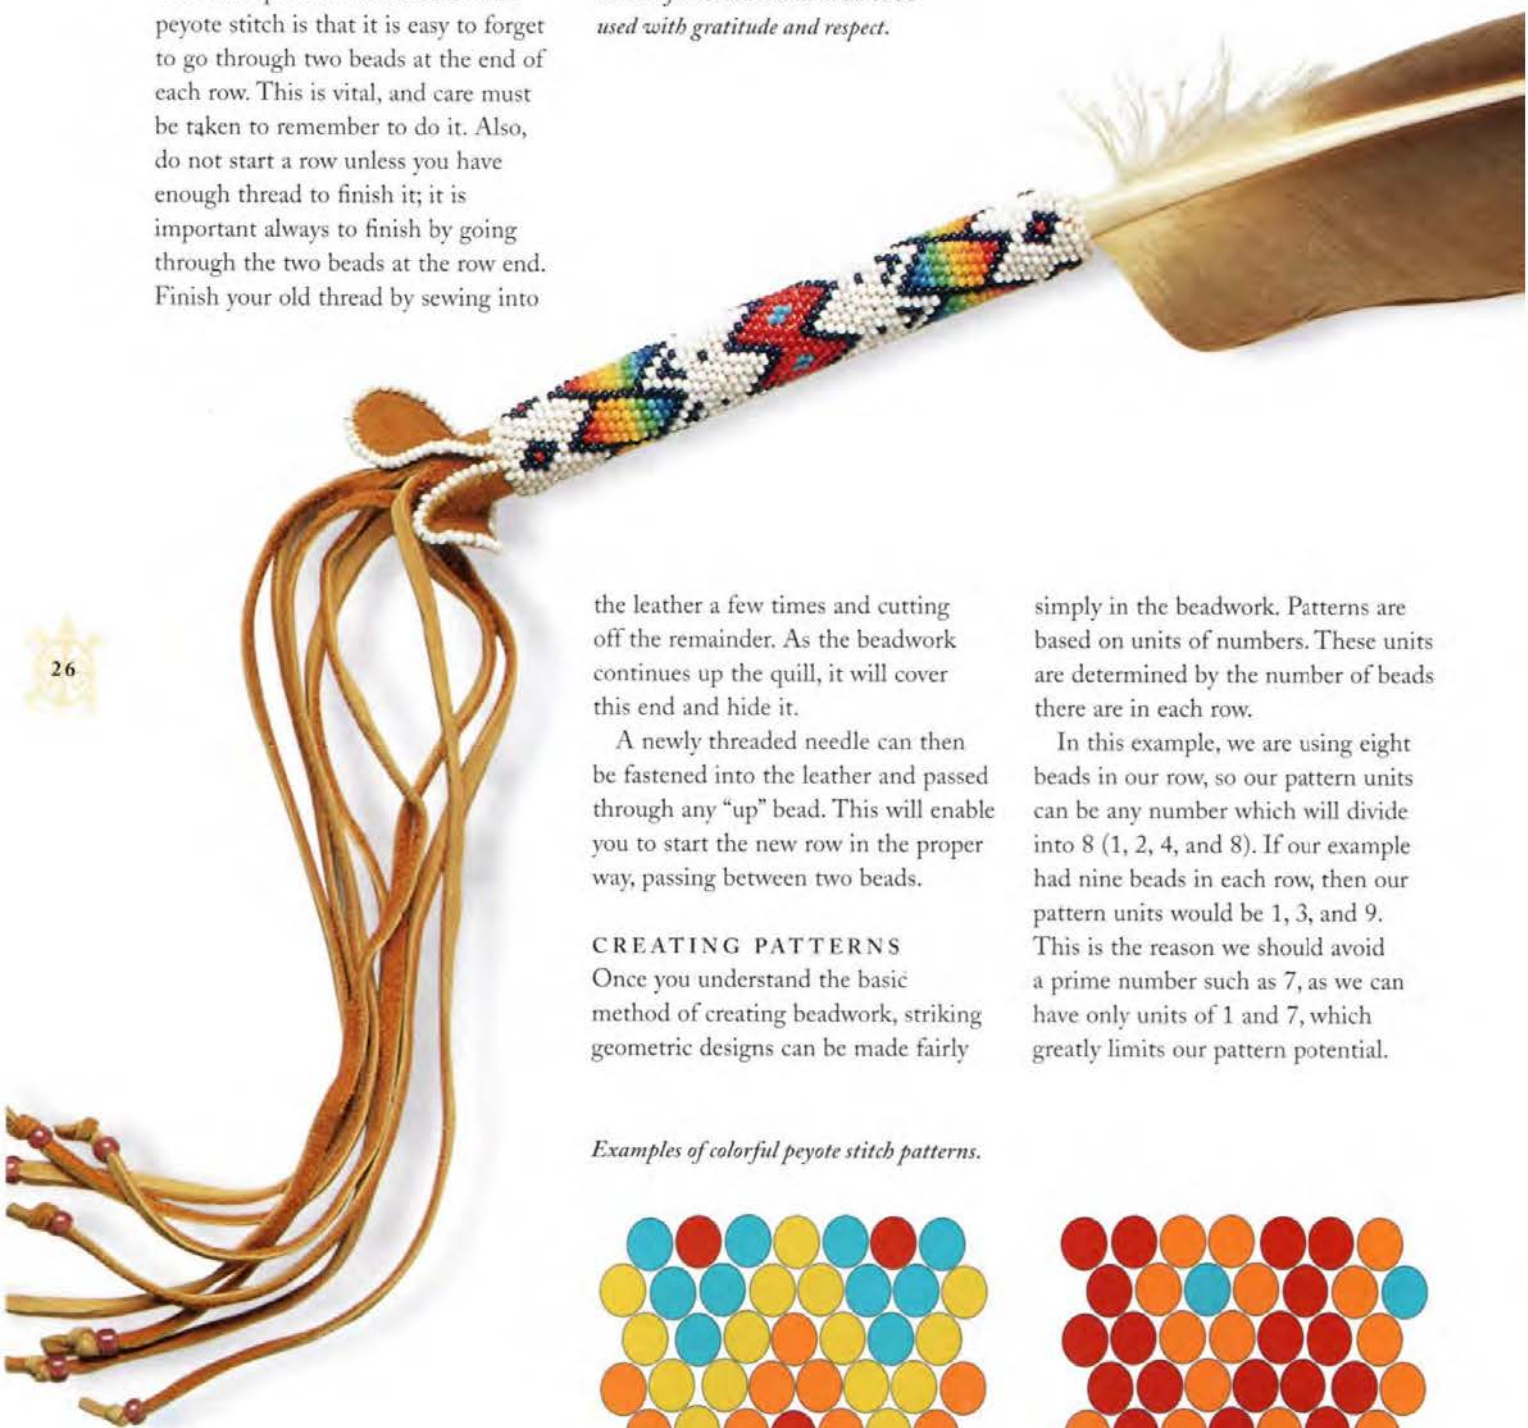 peyote stitch is that it is easy to forget
to go through two beads at the end of
each row. This is vital, and care must
be taken to remember to do it. Also,
do not start a row unless you have
enough thread to finish it; it is
important always to finish by going
through the two beads at the row end.
Finish your old thread by sewing into
used with gratitude and respect.
26
the leather a few times and cutting
off the remainder. As the beadwork
continues up the quill, it will cover
this end and hide it.
A newly threaded needle can then
be fastened into the leather and passed
through any “up” bead. This will enable
you to start the new row in the proper
way, passing between two beads.
CREATING PATTERNS
Once you understand the basic
method of creating beadwork, striking
geometric designs can be made fairly
simply in the beadwork. Patterns are
based on units of numbers. These units
are determined by the number of beads
there are in each row.
In this example, we are using eight
beads in our row, so our pattern units
can be any number which will divide
into 8 (1, 2, 4, and 8). If our example
had nine beads in each row, then our
pattern units would be 1, 3, and 9.
This is the reason we should avoid
a prime number such as 7, as we can
have only units of 1 and 7, which
greatly limits our pattern potential.
Examples of colorful peyote stitch patterns.